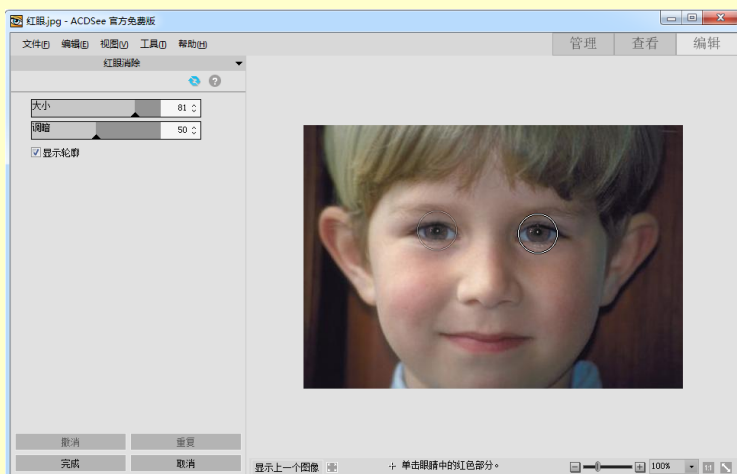 红眼.jpg - ACDSee 官方免费版
文件(F) 编辑(E) 视图(V) 工具(T) 帮助(H)
管理 查看 编辑
红眼消除
大小 81
调暗 50
显示轮廓
撤消 重复
完成 取消
显示上一个图像
单击眼睛中的红色部分。
100%
1:1